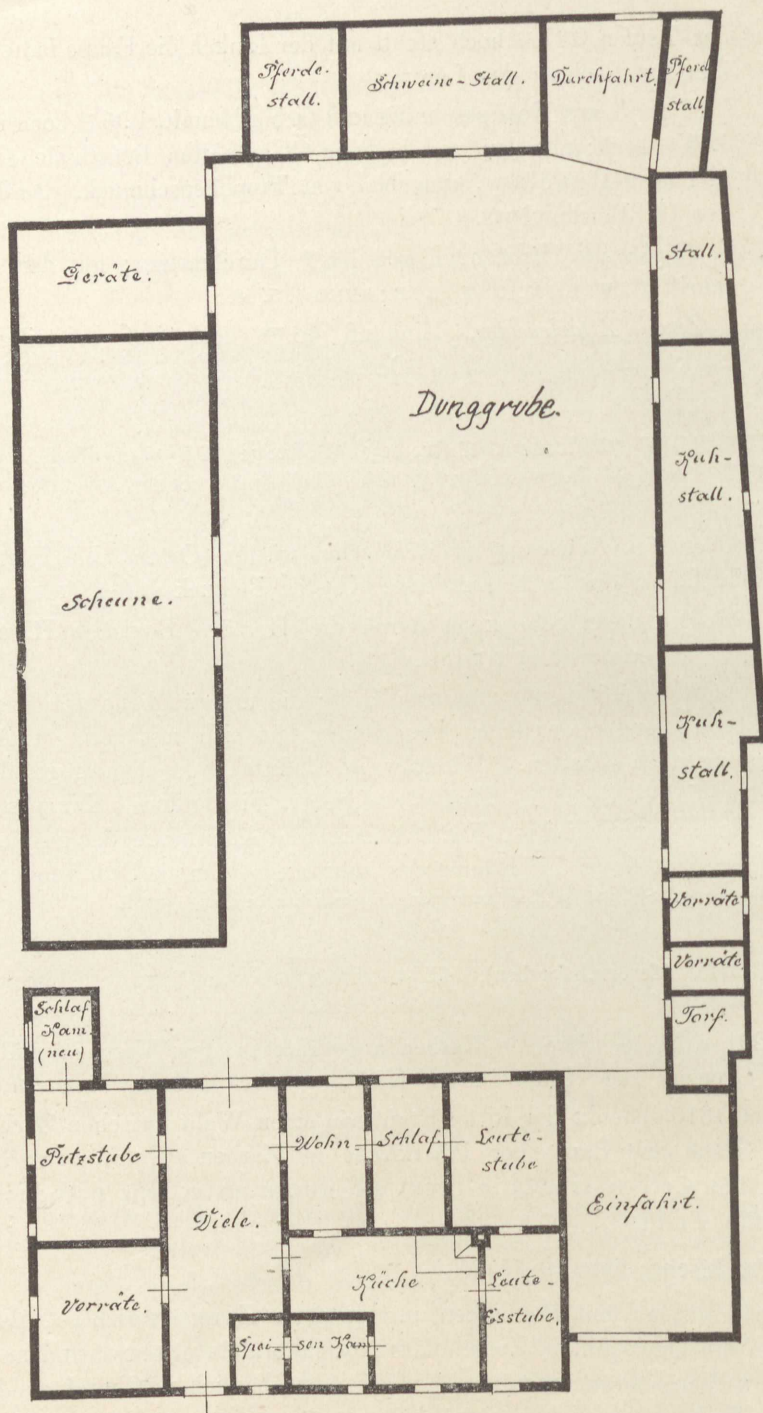 Pferde-
stall.
Schweine-Stall.
Durchfahrt.
Pferd
stall.
Geräte.
Stall.
Dunggrube.
Kuh-
stall.
Scheune.
Kuh-
stall.
Vorräte
Vorräte
Torf.
Schlaf
Kam.
(neu)
Putzstube
Diele.
Wohn-
Schlaf-
Leute-
stube
Einfahrt.
Vorräte.
Küche
Leute-
Esstube.
Spei-
sen Kam